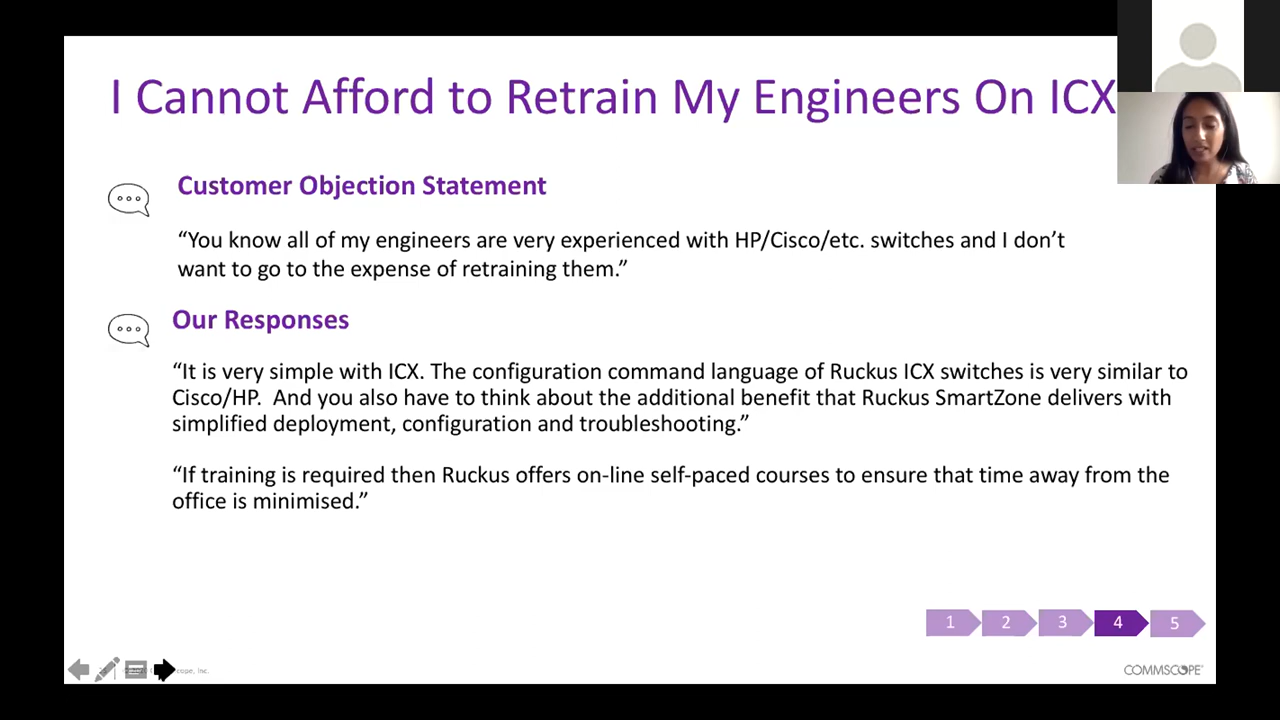 I Cannot Afford to Retrain My Engineers On ICX
Customer Objection Statement
“You know all of my engineers are very experienced with HP/Cisco/etc. switches and I don’t
want to go to the expense of retraining them.”
Our Responses
“It is very simple with ICX. The configuration command language of Ruckus ICX switches is very similar to
Cisco/HP.  And you also have to think about the additional benefit that Ruckus SmartZone delivers with
simplified deployment, configuration and troubleshooting.”
“If training is required then Ruckus offers on-line self-paced courses to ensure that time away from the
office is minimised.”
1 2 3 4 5
Inc.
COMMSCOPE®